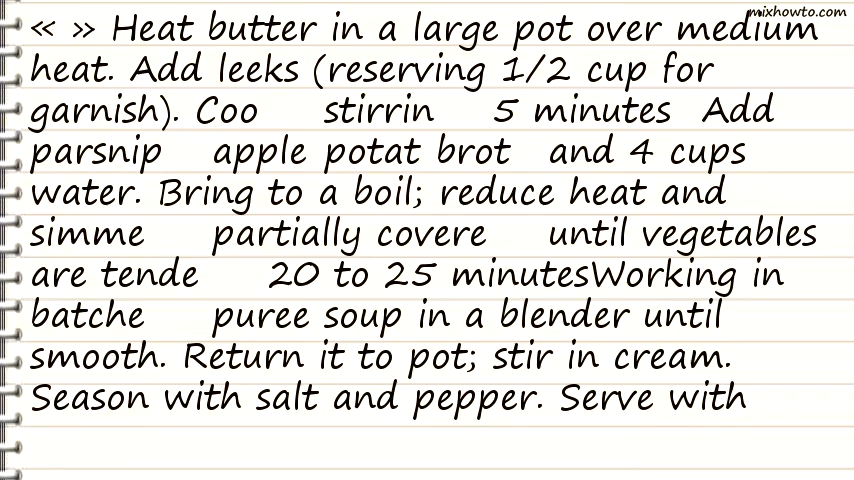 mixhowto.com
« » Heat butter in a large pot over medium
heat. Add leeks (reserving 1/2 cup for
garnish). Coo stirrin 5 minutes Add
parsnip apple potat brot and 4 cups
water. Bring to a boil; reduce heat and
simme partially covere until vegetables
are tende 20 to 25 minutesWorking in
batche puree soup in a blender until
smooth. Return it to pot; stir in cream.
Season with salt and pepper. Serve with